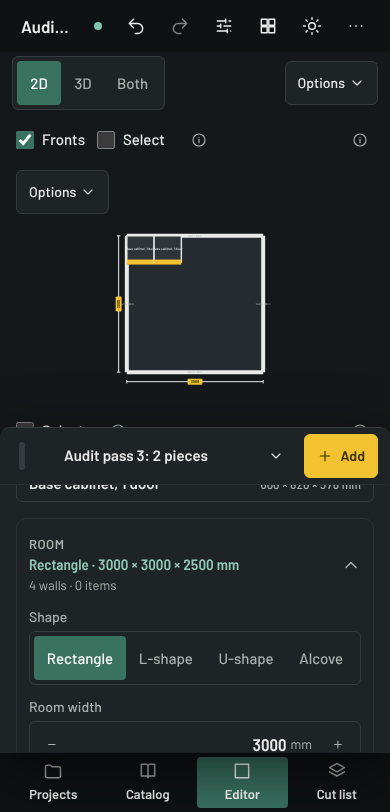 Audi...
2D 3D Both Options
Fronts Select
Options
3000
Audit pass 3: 2 pieces
+ Add
Base cabinet, 1 door
ROOM
Rectangle · 3000 × 3000 × 2500 mm
4 walls · 0 items
Shape
Rectangle L-shape U-shape Alcove
Room width
− 3000 mm +
Projects Catalog Editor Cut list